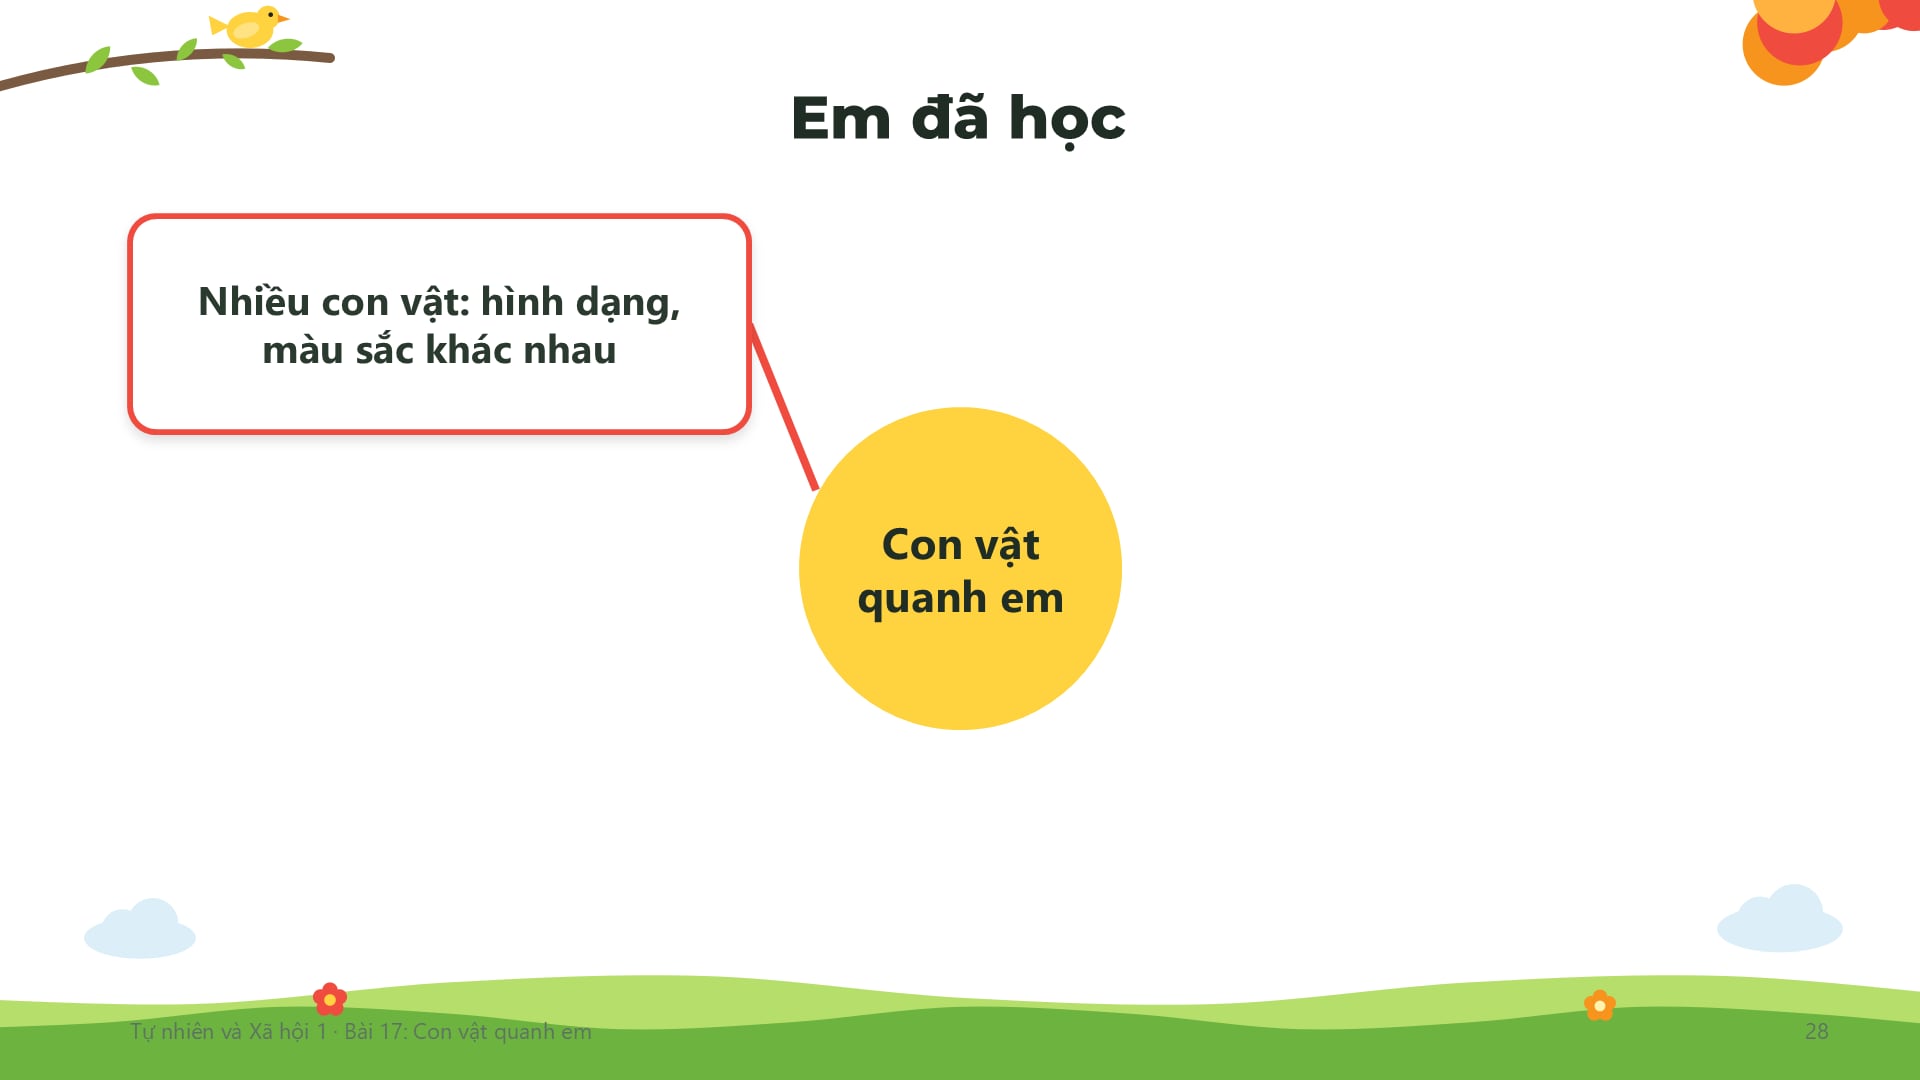 Em đã học
Nhiều con vật: hình dạng,
màu sắc khác nhau
Con vật
quanh em
Tự nhiên và Xã hội 1 · Bài 17: Con vật quanh em
28